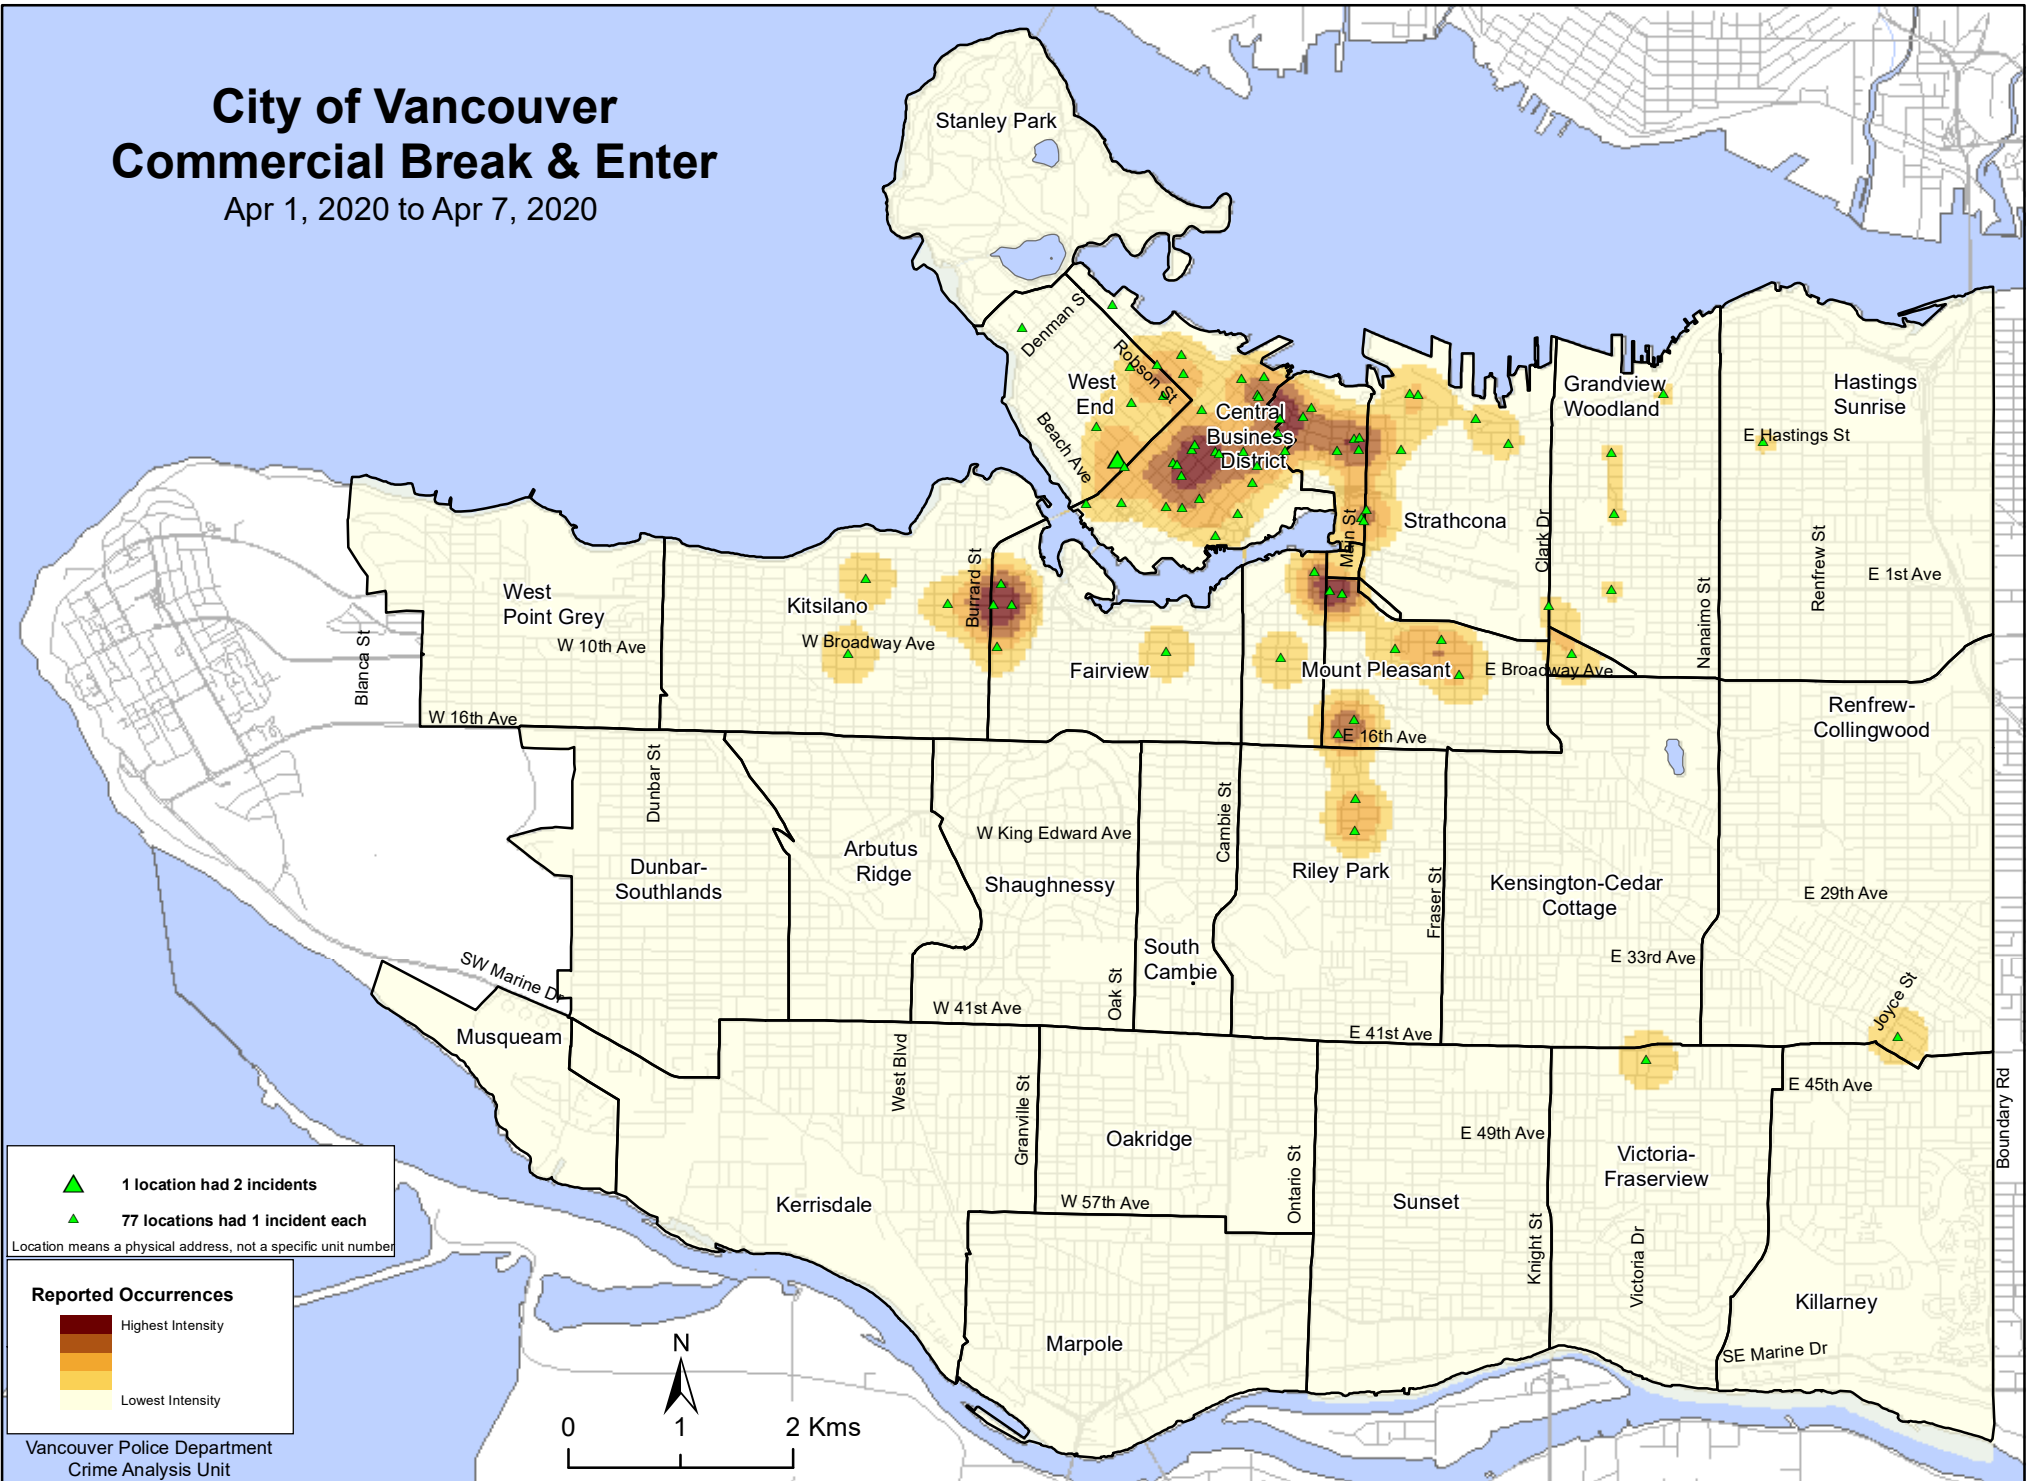 City of Vancouver
Commercial Break & Enter
Apr 1, 2020 to Apr 7, 2020
Stanley Park
Denman S
Robson St
West
End
Beach Ave
Central
Business
District
Grandview
Woodland
Hastings
Sunrise
E Hastings St
Strathcona
Main St
Clark Dr
Nanaimo St
Renfrew St
E 1st Ave
West
Point Grey
W 10th Ave
Blanca St
W 16th Ave
Kitsilano
Burrard St
W Broadway Ave
Fairview
Mount Pleasant
E Broadway Ave
E 16th Ave
Renfrew-
Collingwood
Dunbar St
Dunbar-
Southlands
Arbutus
Ridge
W King Edward Ave
Shaughnessy
Cambie St
South
Cambie
Oak St
Riley Park
Fraser St
Kensington-Cedar
Cottage
E 29th Ave
E 33rd Ave
Joyce St
SW Marine Dr
Musqueam
W 41st Ave
E 41st Ave
West Blvd
Granville St
Oakridge
Ontario St
E 49th Ave
E 45th Ave
Boundary Rd
Victoria-
Fraserview
Kerrisdale
W 57th Ave
Sunset
Knight St
Victoria Dr
Killarney
SE Marine Dr
Marpole
1 location had 2 incidents
77 locations had 1 incident each
Location means a physical address, not a specific unit number
Reported Occurrences
Highest Intensity
Lowest Intensity
Vancouver Police Department
Crime Analysis Unit
N
0 1 2 Kms